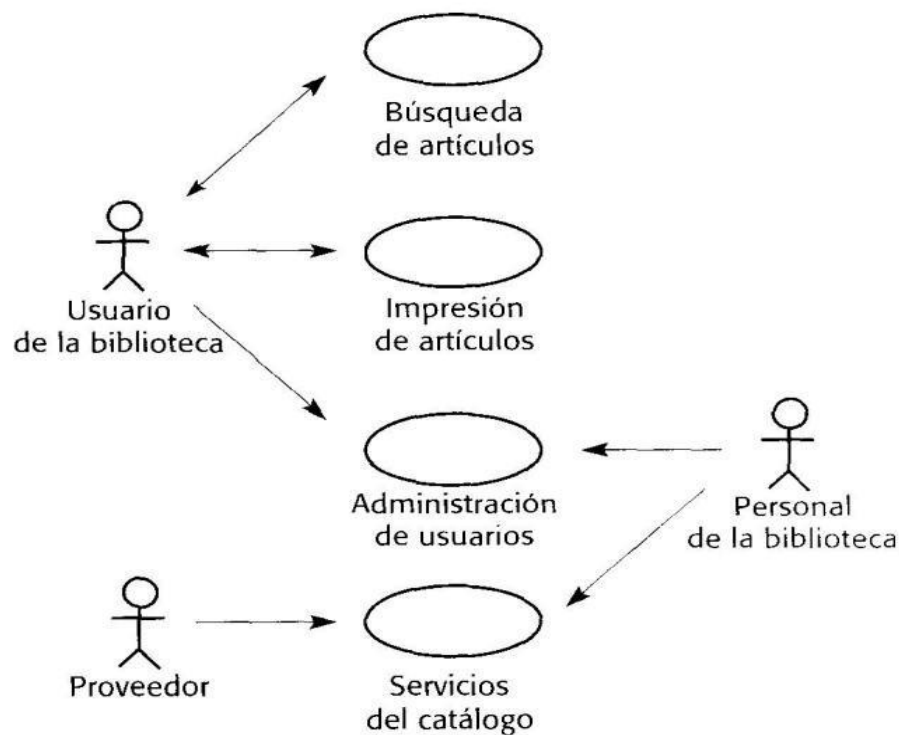 Búsqueda
de artículos
Usuario
de la biblioteca
Impresión
de artículos
Administración
de usuarios
Personal
de la biblioteca
Proveedor
Servicios
del catálogo